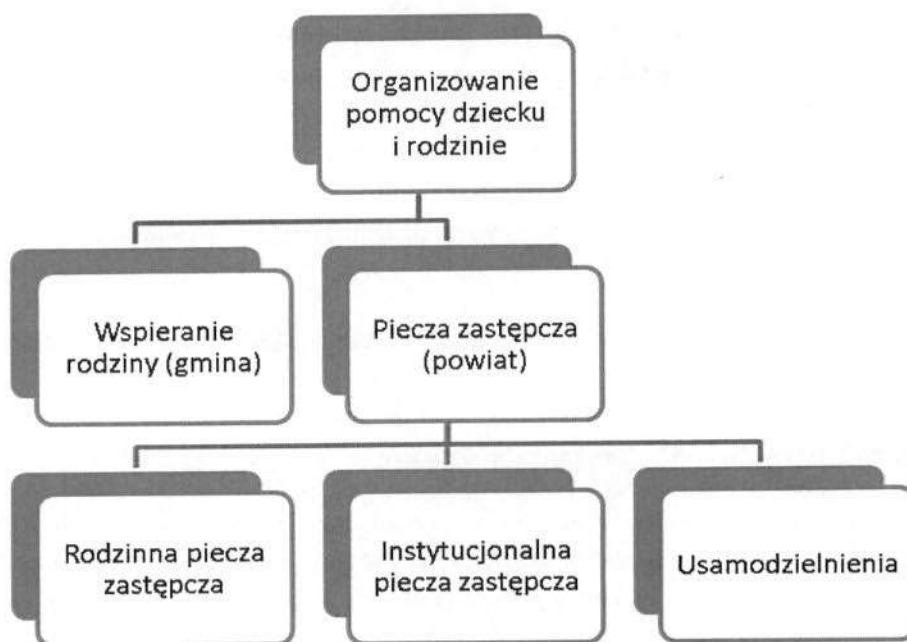 Organizowanie
pomocy dziecku
i rodzinie
Wspieranie
rodziny (gmina)
Piecza zastępcza
(powiat)
Rodzinna piecza
zastępcza
Instytucjonalna
piecza zastępcza
Usamodzielnienia